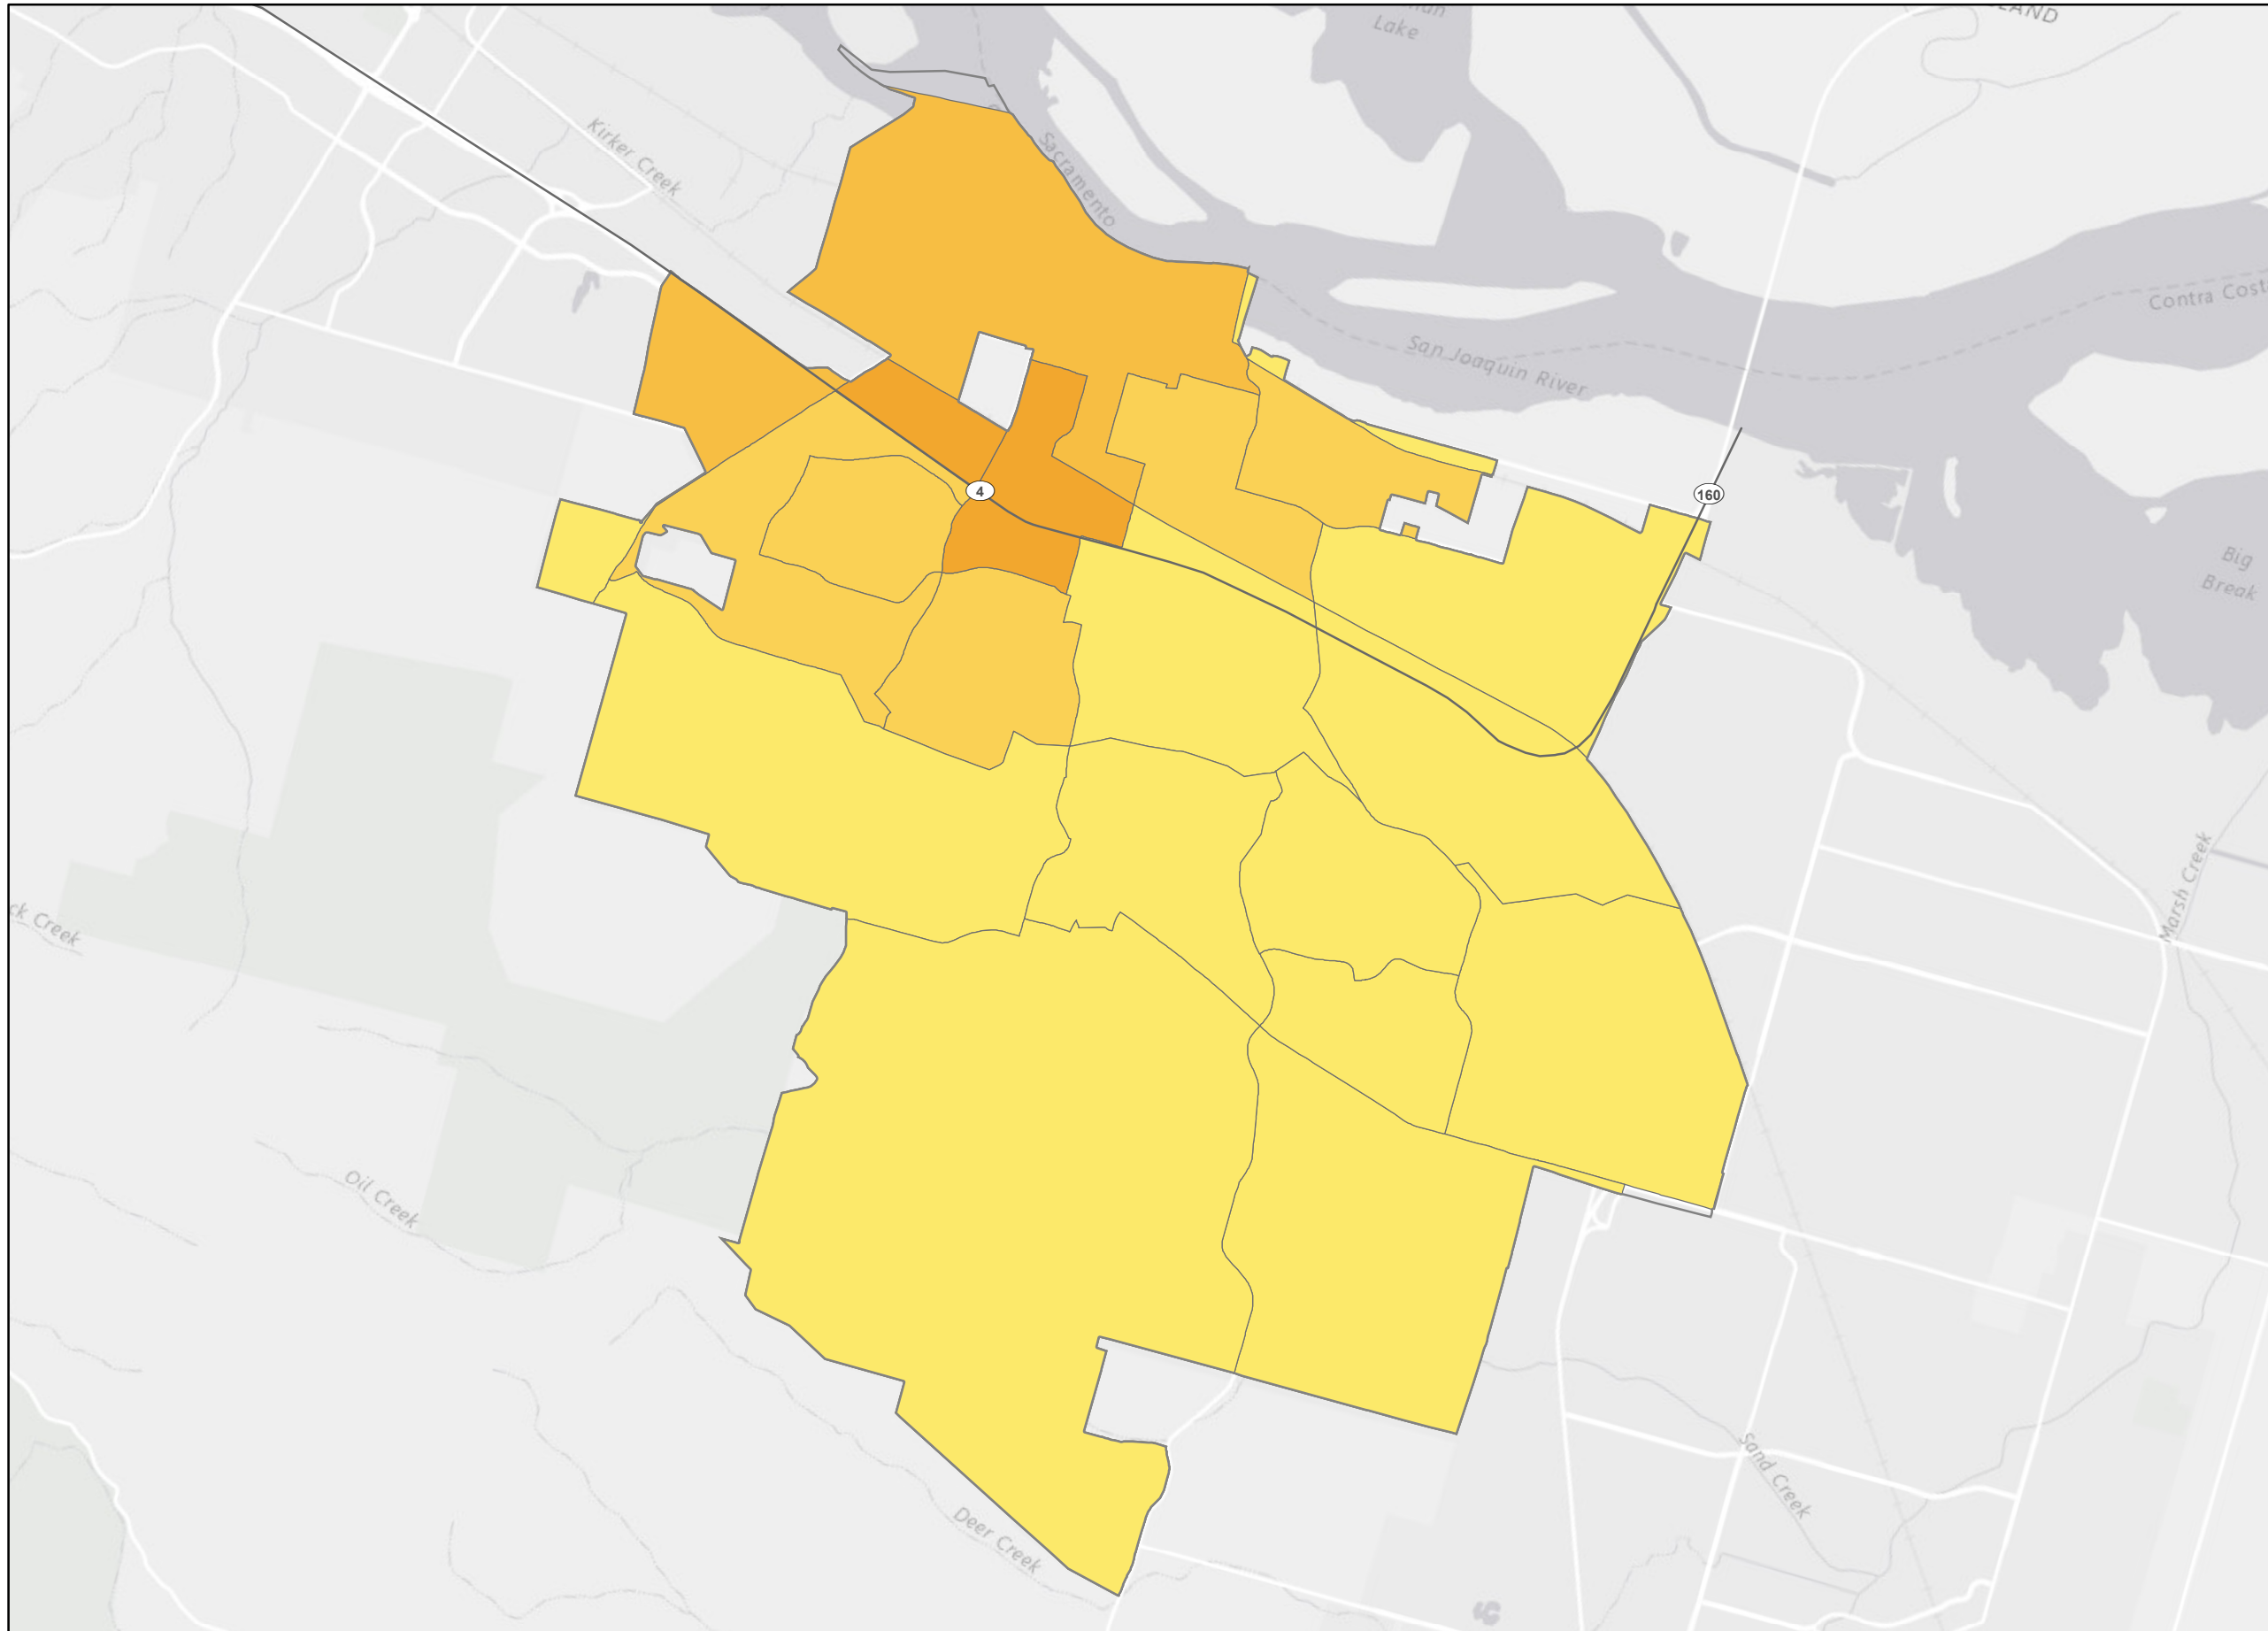 Lake
Kirker Creek
Sacramento
Contra Cost
San Joaquin River
4
160
Big
Break
Marsh Creek
ck Creek
Oil Creek
Sand Creek
Deer Creek